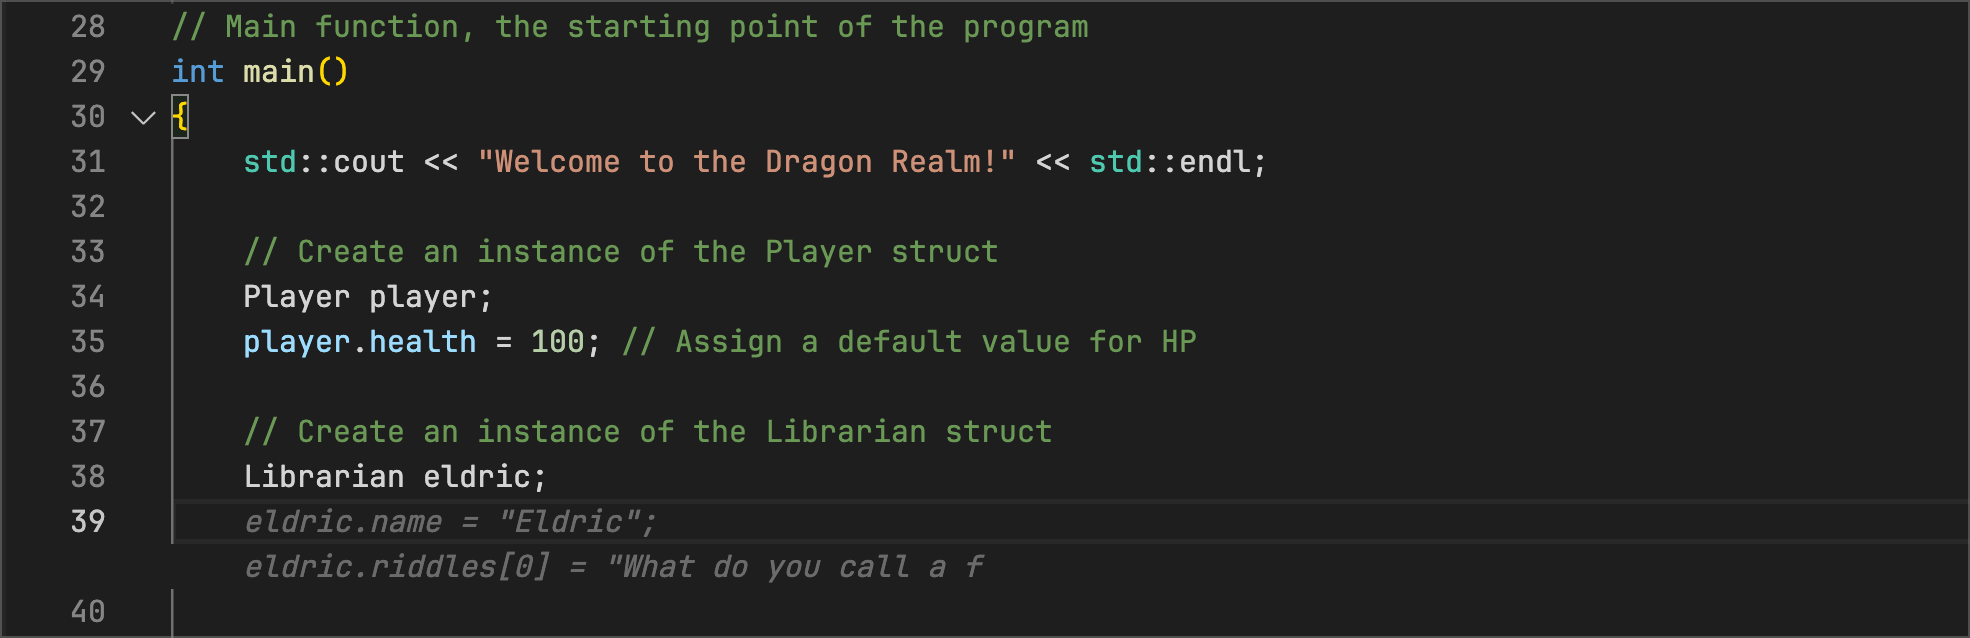 28 // Main function, the starting point of the program
29 int main()
30 {
31 std::cout << "Welcome to the Dragon Realm!" << std::endl;
32
33 // Create an instance of the Player struct
34 Player player;
35 player.health = 100; // Assign a default value for HP
36
37 // Create an instance of the Librarian struct
38 Librarian eldric;
39 eldric.name = "Eldric";
eldric.riddles[0] = "What do you call a f
40